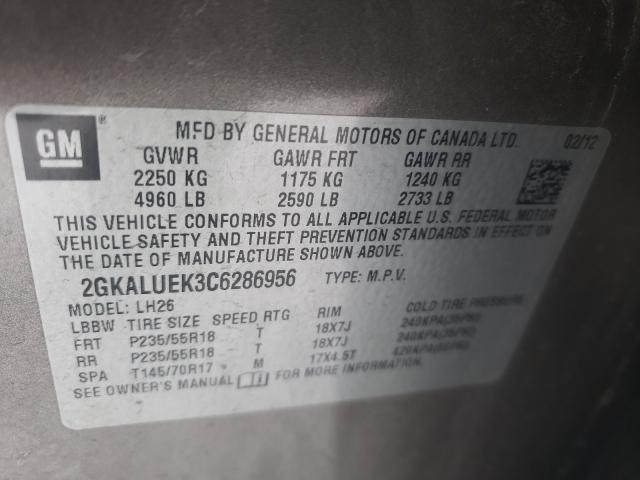 GM ® MFD BY GENERAL MOTORS OF CANADA LTD. 02/12
GVWR GAWR FRT GAWR RR
2250 KG 1175 KG 1240 KG
4960 LB 2590 LB 2733 LB
THIS VEHICLE CONFORMS TO ALL APPLICABLE U.S. FEDERAL MOTOR
VEHICLE SAFETY AND THEFT PREVENTION STANDARDS IN EFFECT ON
THE DATE OF MANUFACTURE SHOWN ABOVE.
2GKALUEK3C6286956 TYPE: M.P.V.
MODEL: LH26
LBBW TIRE SIZE SPEED RTG RIM COLD TIRE PRESSURE
FRT P235/55R18 T 18X7J 240KPA(35PSI)
RR P235/55R18 T 18X7J 240KPA(35PSI)
SPA T145/70R17 M 17X4.5T 420KPA(60PSI)
SEE OWNER'S MANUAL FOR MORE INFORMATION.